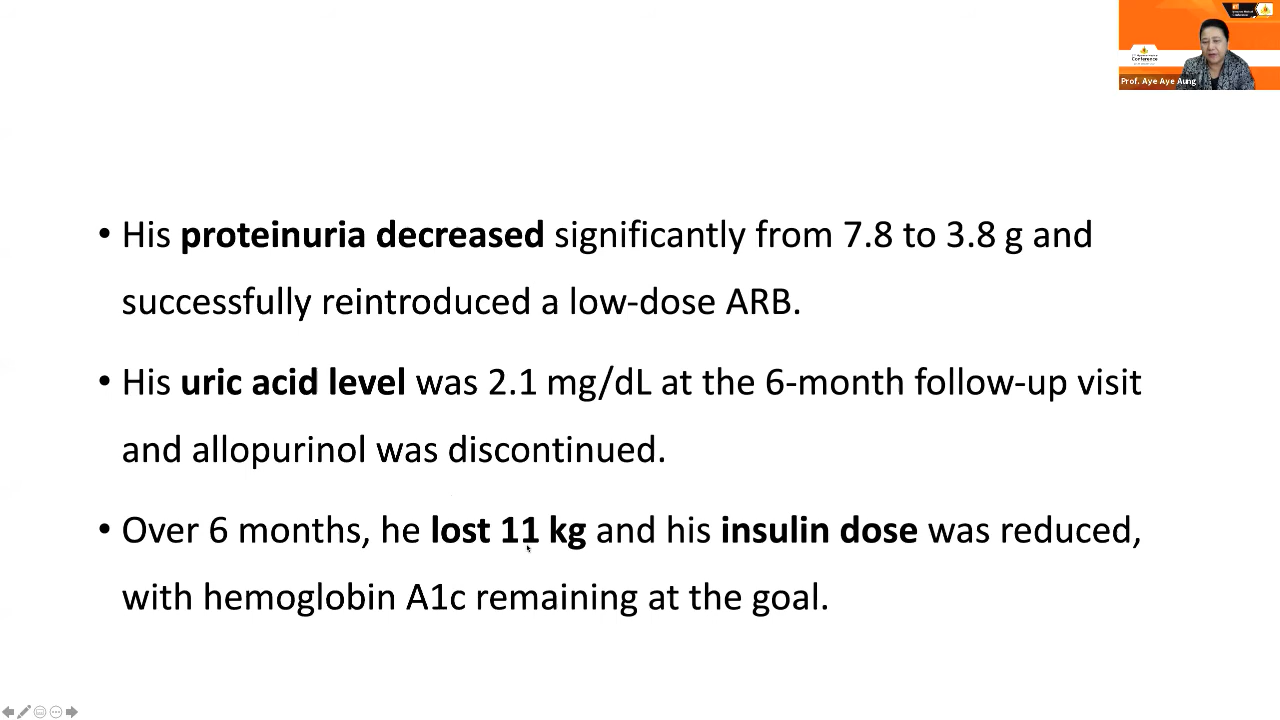 Conference
Prof. Aye Aye Aung
• His proteinuria decreased significantly from 7.8 to 3.8 g and
successfully reintroduced a low-dose ARB.
• His uric acid level was 2.1 mg/dL at the 6-month follow-up visit
and allopurinol was discontinued.
• Over 6 months, he lost 11 kg and his insulin dose was reduced,
with hemoglobin A1c remaining at the goal.